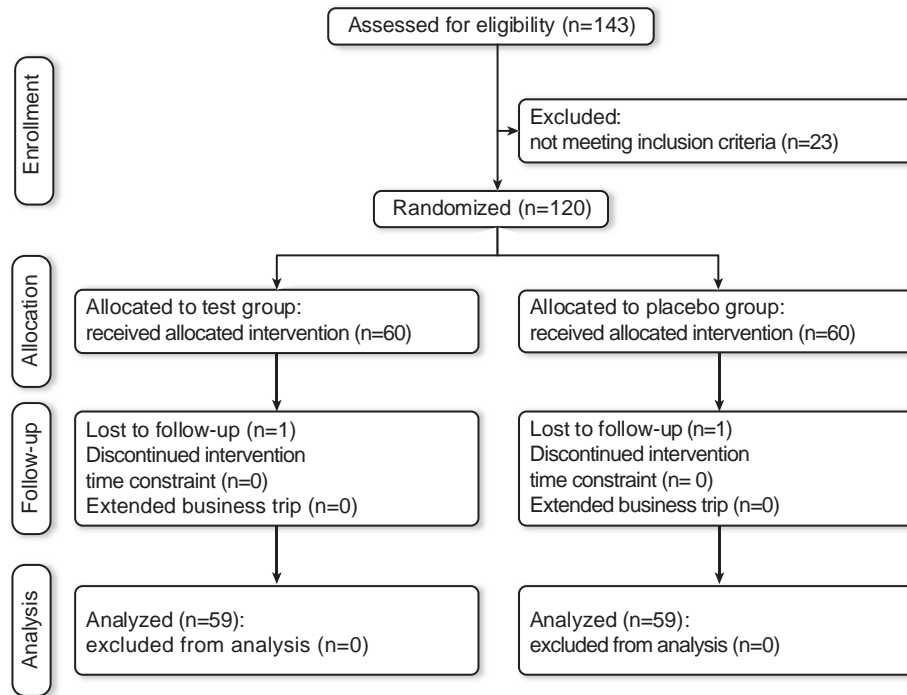 Assessed for eligibility (n=143)
Enrollment
Excluded:
not meeting inclusion criteria (n=23)
Randomized (n=120)
Allocation
Allocated to test group:
received allocated intervention (n=60)
Allocated to placebo group:
received allocated intervention (n=60)
Follow-up
Lost to follow-up (n=1)
Discontinued intervention
time constraint (n=0)
Extended business trip (n=0)
Lost to follow-up (n=1)
Discontinued intervention
time constraint (n= 0)
Extended business trip (n=0)
Analysis
Analyzed (n=59):
excluded from analysis (n=0)
Analyzed (n=59):
excluded from analysis (n=0)